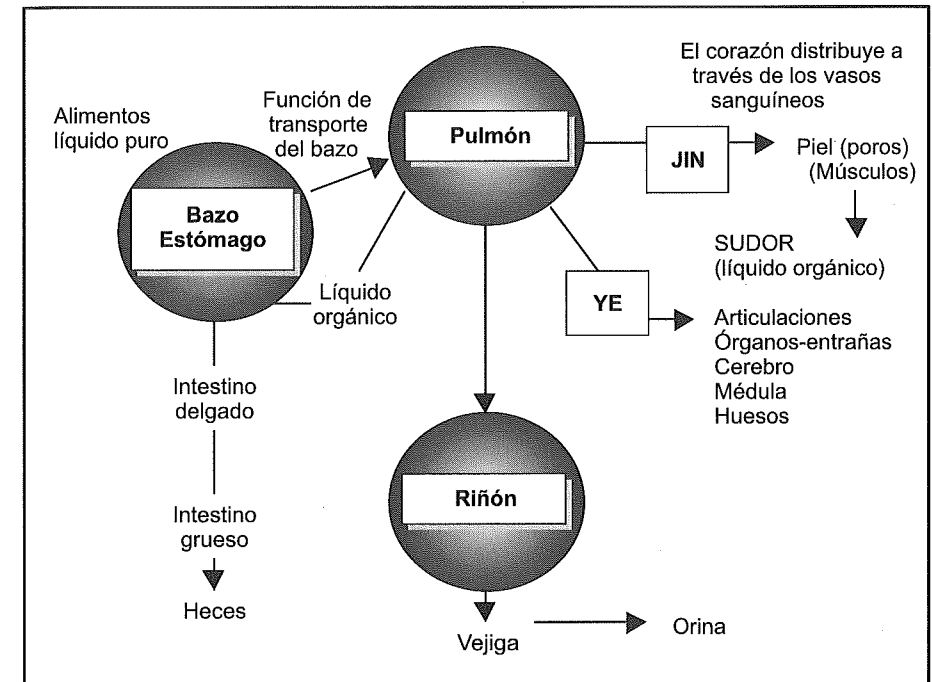 Alimentos
líquido puro
Función de
transporte
del bazo
Bazo
Estómago
Pulmón
El corazón distribuye a
través de los vasos
sanguíneos
JIN
Piel (poros)
(Músculos)
SUDOR
(líquido orgánico)
Líquido
orgánico
YE
Articulaciones
Órganos-entrañas
Cerebro
Médula
Huesos
Intestino
delgado
Intestino
grueso
Heces
Riñón
Vejiga
Orina